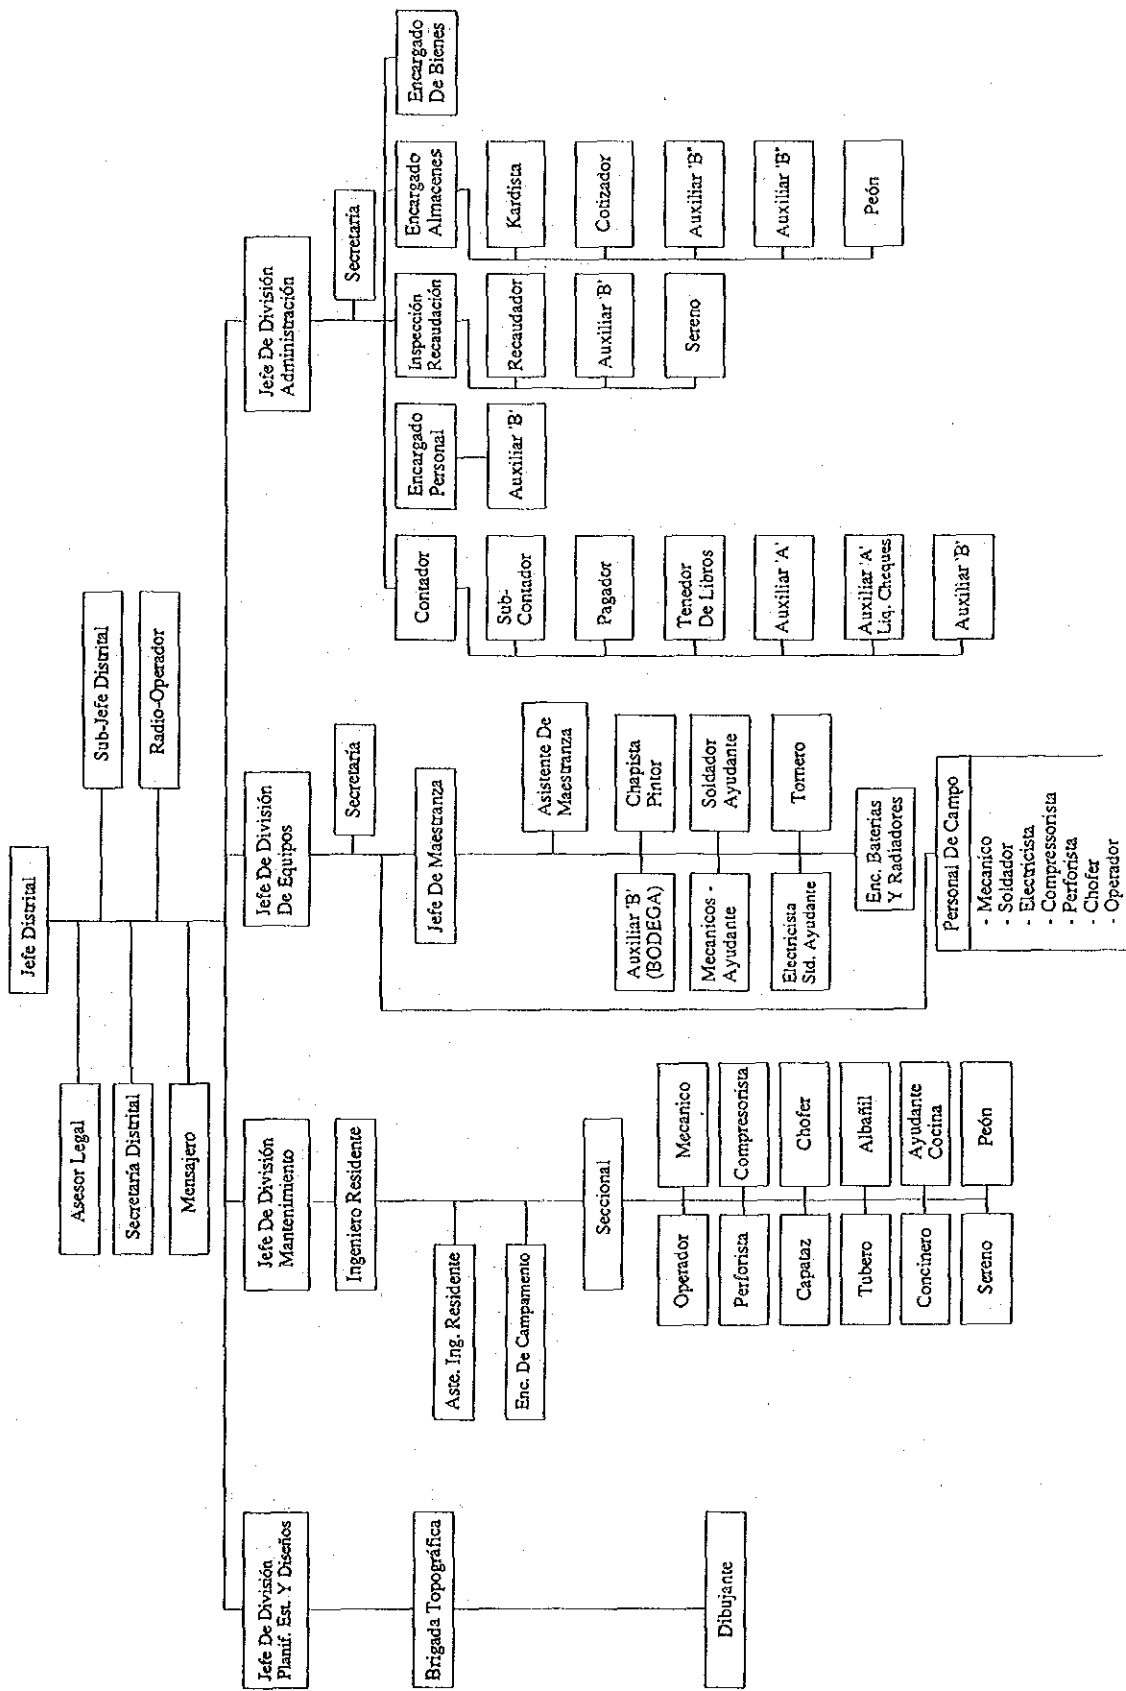 Jefe Distrital
Asesor Legal
Sub-Jefe Distrital
Secretaría Distrital
Radio-Operador
Mensajero
Jefe De División
Planif. Est. Y Diseños
Brigada Topográfica
Dibujante
Jefe De División
Mantenimiento
Ingeniero Residente
Aste. Ing. Residente
Enc. De Campamento
Seccional
Operador
Mecanico
Perforista
Compresorista
Capataz
Chofer
Tubero
Albañil
Concinero
Ayudante
Cocina
Sereno
Peón
Jefe De División
De Equipos
Secretaría
Jefe De Maestranza
Asistente De
Maestranza
Auxiliar 'B'
(BODEGA)
Chapista
Pintor
Mecanicos -
Ayudante
Soldador
Ayudante
Electricista
Std. Ayudante
Tornero
Enc. Baterías
Y Radiadores
Personal De Campo
- Mecanico
- Soldador
- Electricista
- Compressorista
- Perforista
- Chofer
- Operador
Jefe De División
Administración
Secretaría
Contador
Sub-
Contador
Pagador
Tenedor
De Libros
Auxiliar 'A'
Auxiliar 'A'
Liq. Cheques
Auxiliar 'B'
Encargado
Personal
Auxiliar 'B'
Inspección
Recaudación
Recaudador
Auxiliar 'B'
Sereno
Encargado
Almacenes
Kardista
Cotizador
Auxiliar 'B"
Auxiliar 'B"
Peón
Encargado
De Bienes